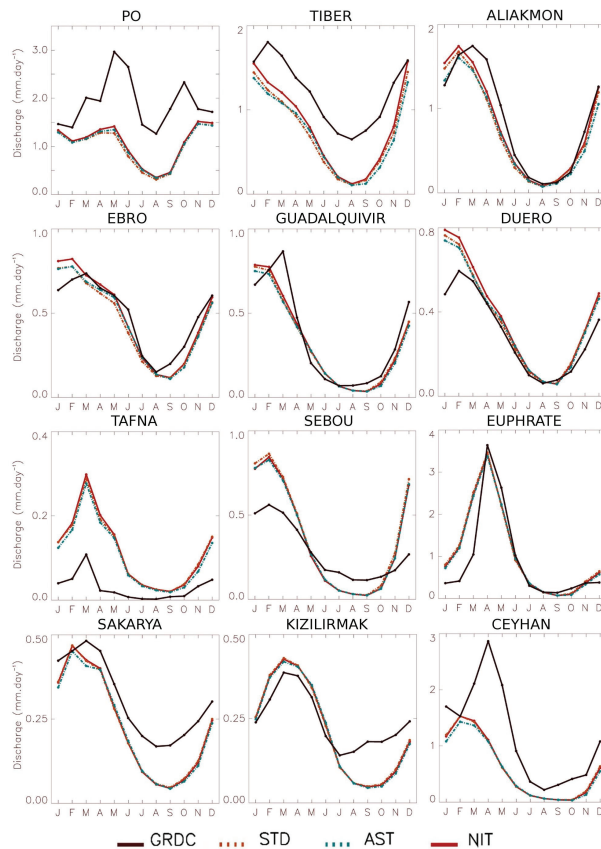 PO
TIBER
ALIAKMON
Discharge (mm.day⁻¹)
3.0
2.0
1.0
0.0
2
1
0
2
1
0
J F M A M J J A S O N D
J F M A M J J A S O N D
J F M A M J J A S O N D
EBRO
GUADALQUIVIR
DUERO
Discharge (mm.day⁻¹)
1.0
0.5
0.0
1.0
0.5
0.0
0.8
0.4
0.0
J F M A M J J A S O N D
J F M A M J J A S O N D
J F M A M J J A S O N D
TAFNA
SEBOU
EUPHRATE
Discharge (mm.day⁻¹)
0.4
0.2
0.0
1.0
0.5
0.0
4
3
2
1
0
J F M A M J J A S O N D
J F M A M J J A S O N D
J F M A M J J A S O N D
SAKARYA
KIZILIRMAK
CEYHAN
Discharge (mm.day⁻¹)
0.50
0.25
0.00
0.50
0.25
0.00
3
2
1
0
J F M A M J J A S O N D
J F M A M J J A S O N D
J F M A M J J A S O N D
GRDC STD AST NIT